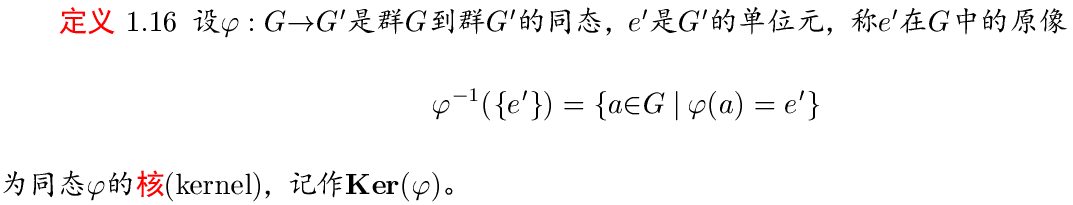 定义 1.16 设φ : G→G′是群G到群G′的同态，e′是G′的单位元，称e′在G中的原像
φ⁻¹({e′}) = {a∈G | φ(a) = e′}
为同态φ的核(kernel)，记作Ker(φ)。